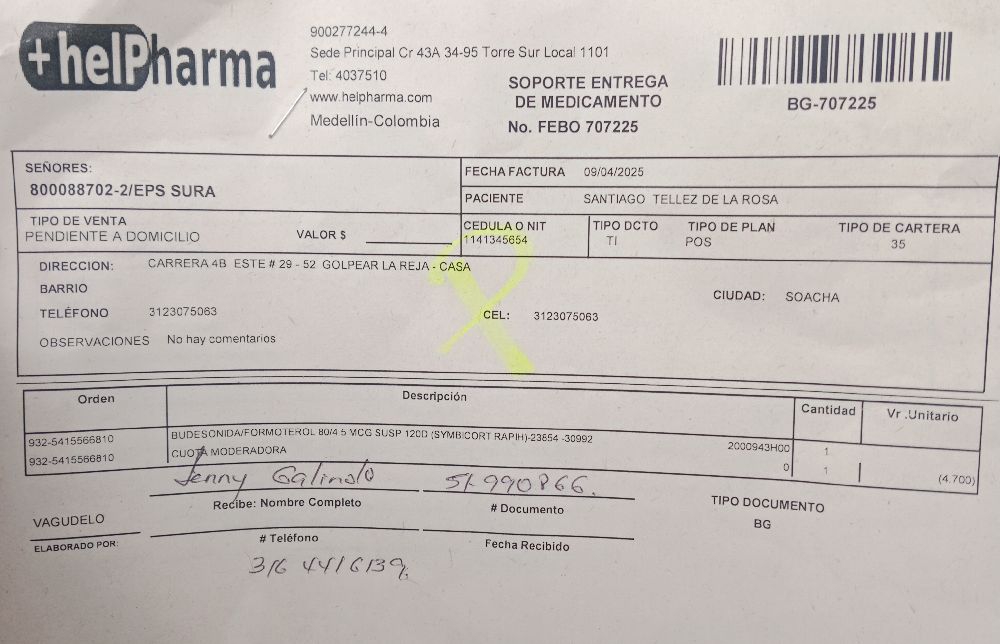 +helPharma
900277244-4
Sede Principal Cr 43A 34-95 Torre Sur Local 1101
Tel: 4037510
www.helpharma.com
Medellín-Colombia
SOPORTE ENTREGA
DE MEDICAMENTO
No. FEBO 707225
BG-707225
SEÑORES:
800088702-2/EPS SURA
FECHA FACTURA 09/04/2025
PACIENTE SANTIAGO TELLEZ DE LA ROSA
TIPO DE VENTA
PENDIENTE A DOMICILIO VALOR $
CEDULA O NIT TIPO DCTO TIPO DE PLAN TIPO DE CARTERA
1141345654 TI POS 35
DIRECCION: CARRERA 4B ESTE # 29 - 52 GOLPEAR LA REJA - CASA
BARRIO
CIUDAD: SOACHA
TELÉFONO 3123075063 CEL: 3123075063
OBSERVACIONES No hay comentarios
Orden Descripción Cantidad Vr .Unitario
932-5415566810 BUDESONIDA/FORMOTEROL 80/4.5 MCG SUSP 120D (SYMBICORT RAPIH)-23854 -30992 2000943H00 1
932-5415566810 CUOTA MODERADORA 0 1 (4.700)
Jenny Galindo 51.990866.
Recibe: Nombre Completo # Documento
TIPO DOCUMENTO
BG
VAGUDELO
ELABORADO POR:
# Teléfono Fecha Recibido
316 4416139